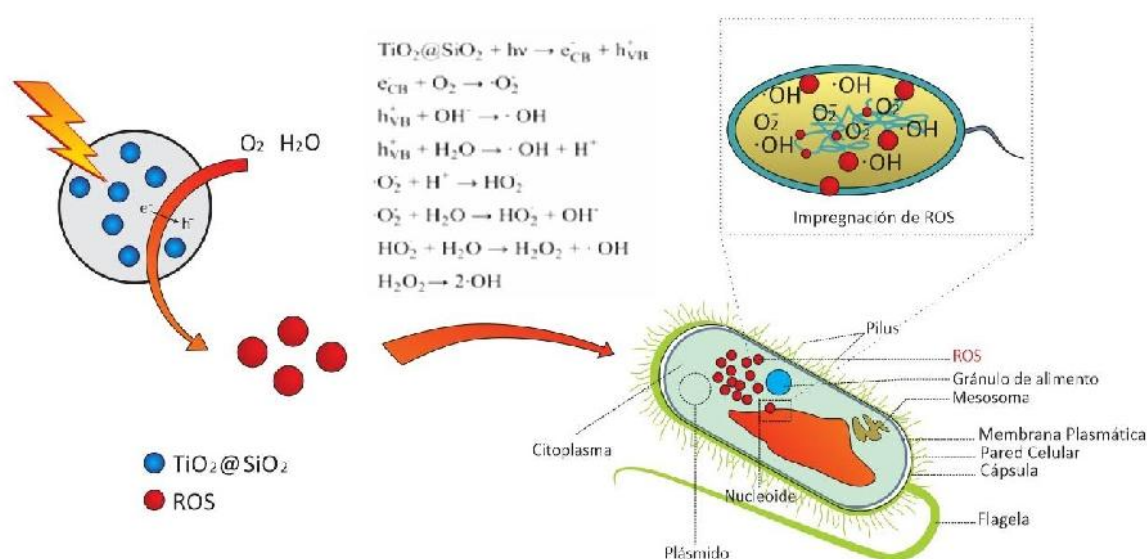 TiO₂@SiO₂ + hν → e⁻CB + h⁺VB
e⁻CB + O₂ → ·O₂⁻
h⁺VB + OH⁻ → · OH
h⁺VB + H₂O → · OH + H⁺
·O₂⁻ + H⁺ → HO₂
·O₂⁻ + H₂O → HO₂⁻ + OH⁻
HO₂ + H₂O → H₂O₂ + · OH
H₂O₂ → 2·OH
O₂ H₂O
e⁻
h⁻
TiO₂@SiO₂
ROS
·OH
·OH
O₂⁻
O₂⁻
O₂⁻
O₂⁻
·OH
·OH
·OH
Impregnación de ROS
Pilus
ROS
Gránulo de alimento
Mesosoma
Membrana Plasmática
Pared Celular
Cápsula
Flagela
Citoplasma
Nucleoide
Plásmido